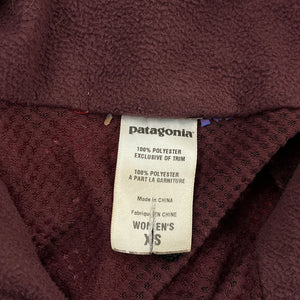 patagonia
100% POLYESTER
EXCLUSIVE OF TRIM
100% POLYESTER
A PART LA GARNITURE
Made in CHINA
Fabriqué EN CHINE
WOMEN'S
XS